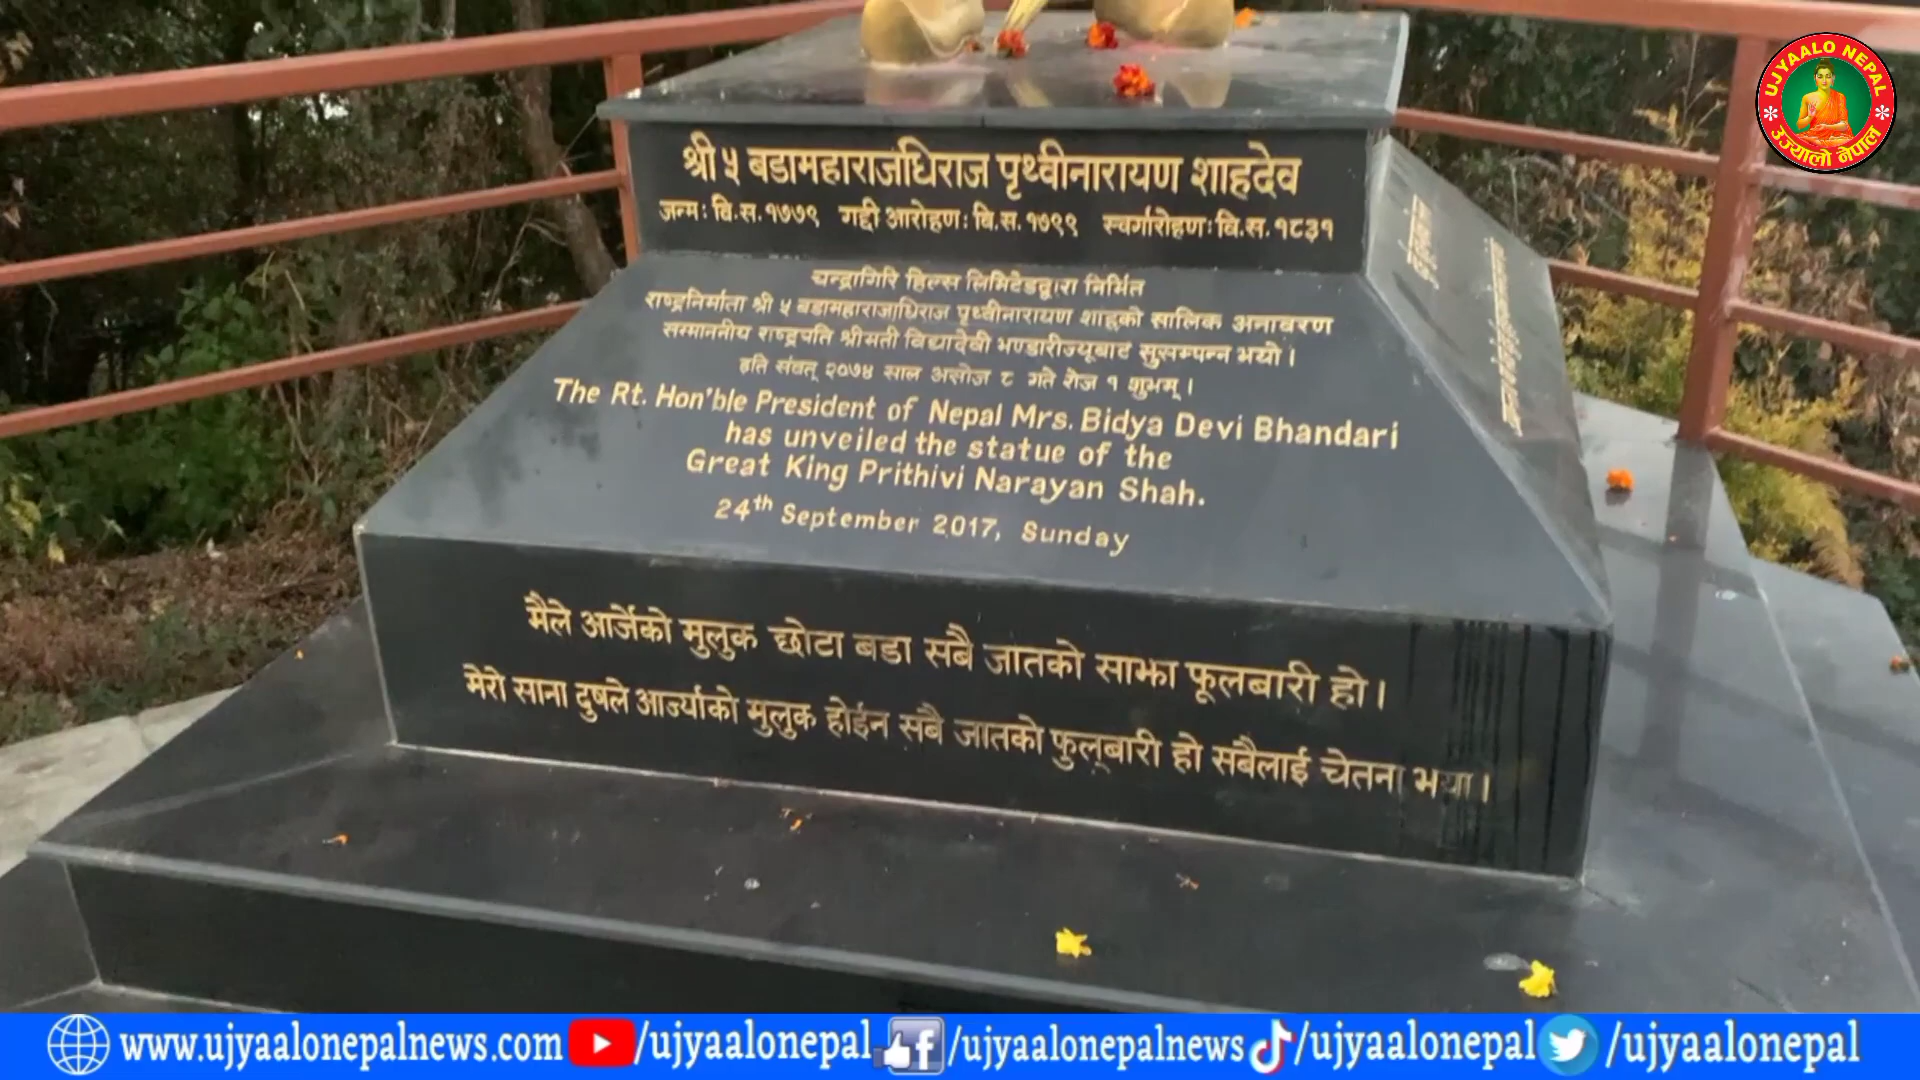 UJYAALO NEPAL
उज्यालो नेपाल
श्री ५ बडामहाराजधिराज पृथ्वीनारायण शाहदेव
जन्म: वि.स. १७७९ गद्दी आरोहण: वि.स. १७९९ स्वर्गारोहण: वि.स. १८३१
चन्द्रागिरि हिल्स लिमिटेडद्वारा निर्मित
राष्ट्रनिर्माता श्री ५ बडामहाराजाधिराज पृथ्वीनारायण शाहको सालिक अनावरण
सम्माननीय राष्ट्रपति श्रीमती विद्यादेवी भण्डारीज्यूबाट सुसम्पन्न भयो ।
इति संवत् २०७४ साल असोज ८ गते रोज १ शुभम् ।
The Rt. Hon'ble President of Nepal Mrs. Bidya Devi Bhandari
has unveiled the statue of the
Great King Prithivi Narayan Shah.
24th September 2017, Sunday
मैले आर्जेको मुलुक छोटा बडा सबै जातको साझा फूलबारी हो ।
मेरो साना दुषले आर्ज्याको मुलुक होईन सबै जातको फुल्बारी हो सबैलाई चेतना भया ।
www.ujyaalonepalnews.com /ujyaalonepal /ujyaalonepalnews /ujyaalonepal /ujyaalonepal